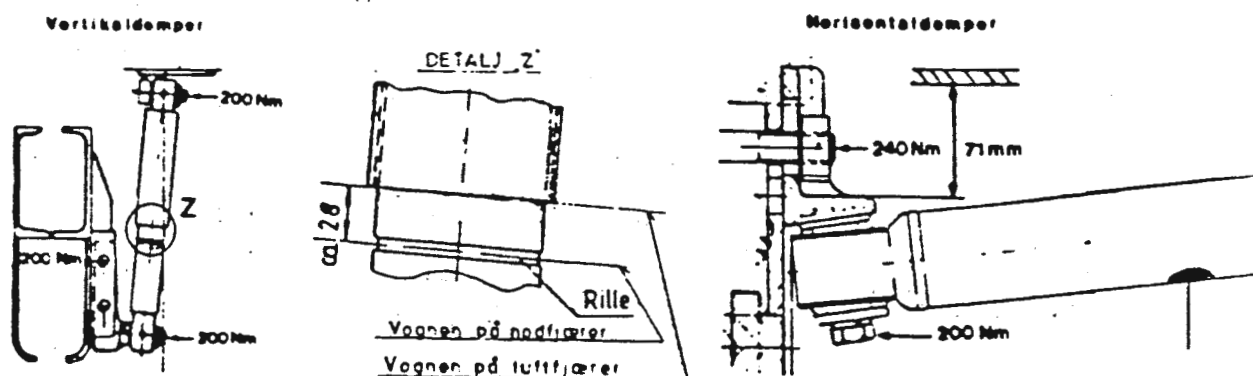 Vertikaldemper
Horisontaldemper
DETALJ „Z"
200 Nm
240 Nm
71 mm
Z
ca 28
200 Nm
Rille
200 Nm
200 Nm
Vognen på nødfjærer
Vognen på luftfjærer